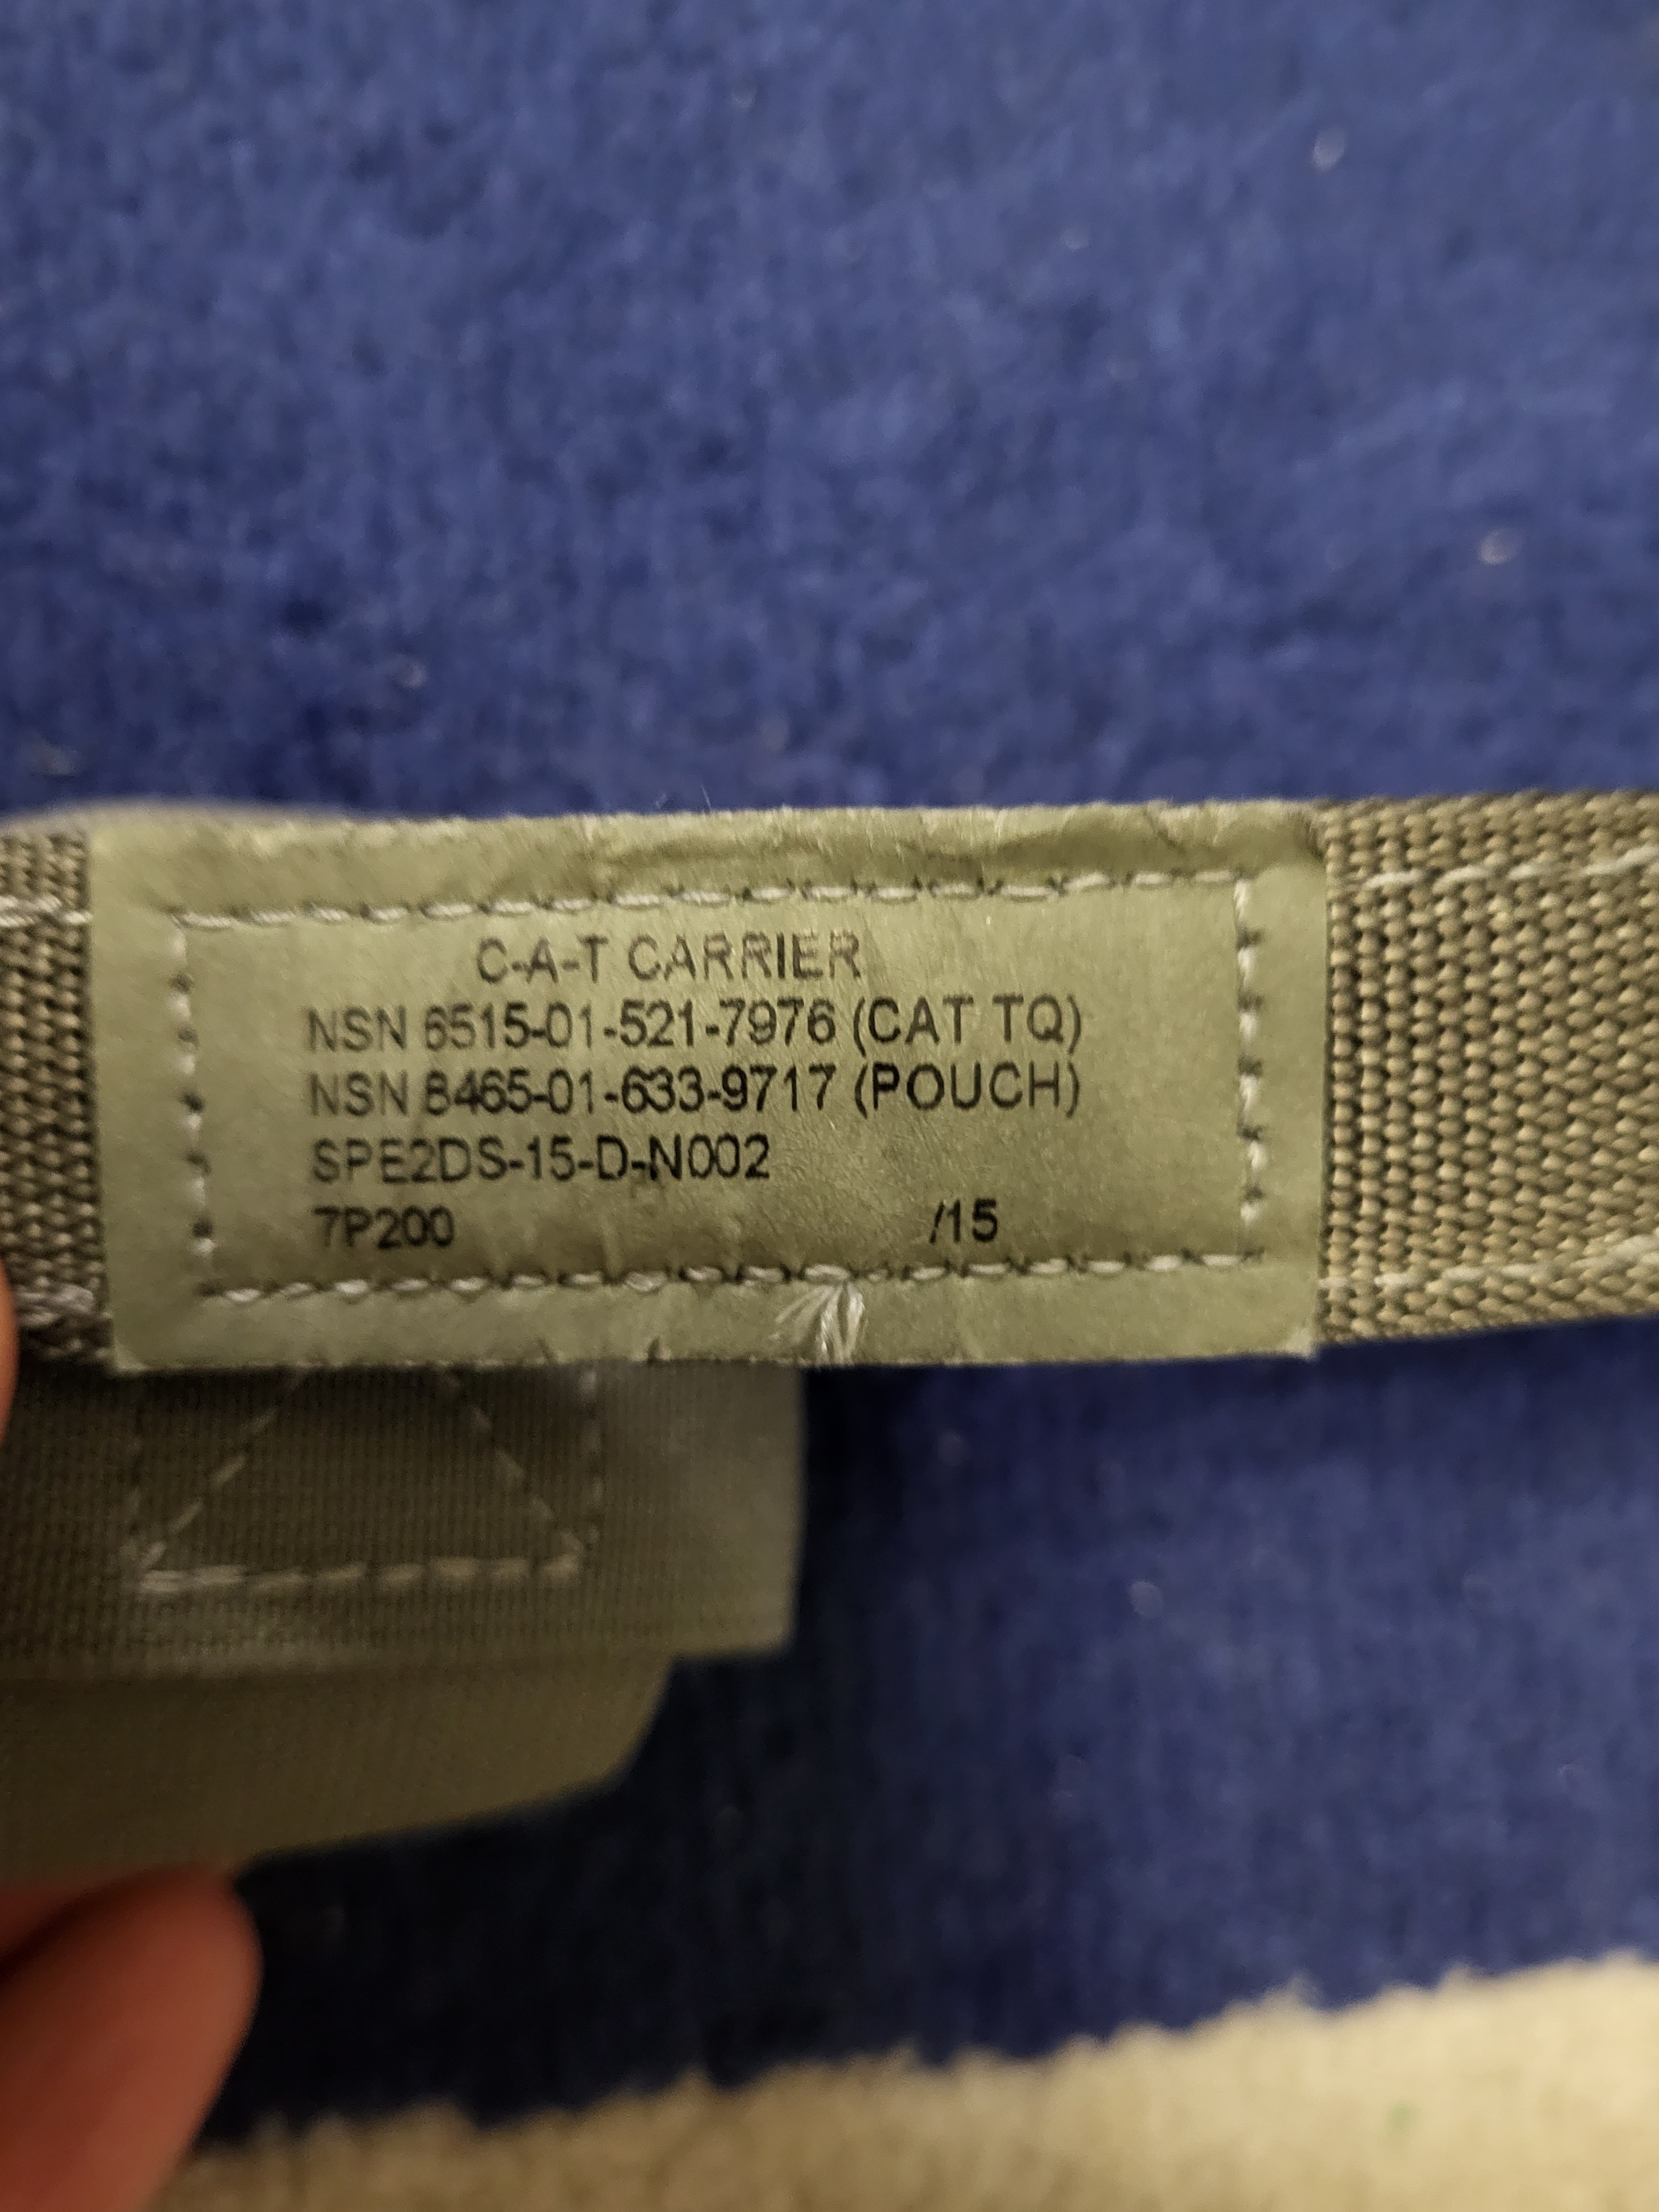 C-A-T CARRIER
NSN 6515-01-521-7976 (CAT TQ)
NSN 8465-01-633-9717 (POUCH)
SPE2DS-15-D-N002
7P200 /15